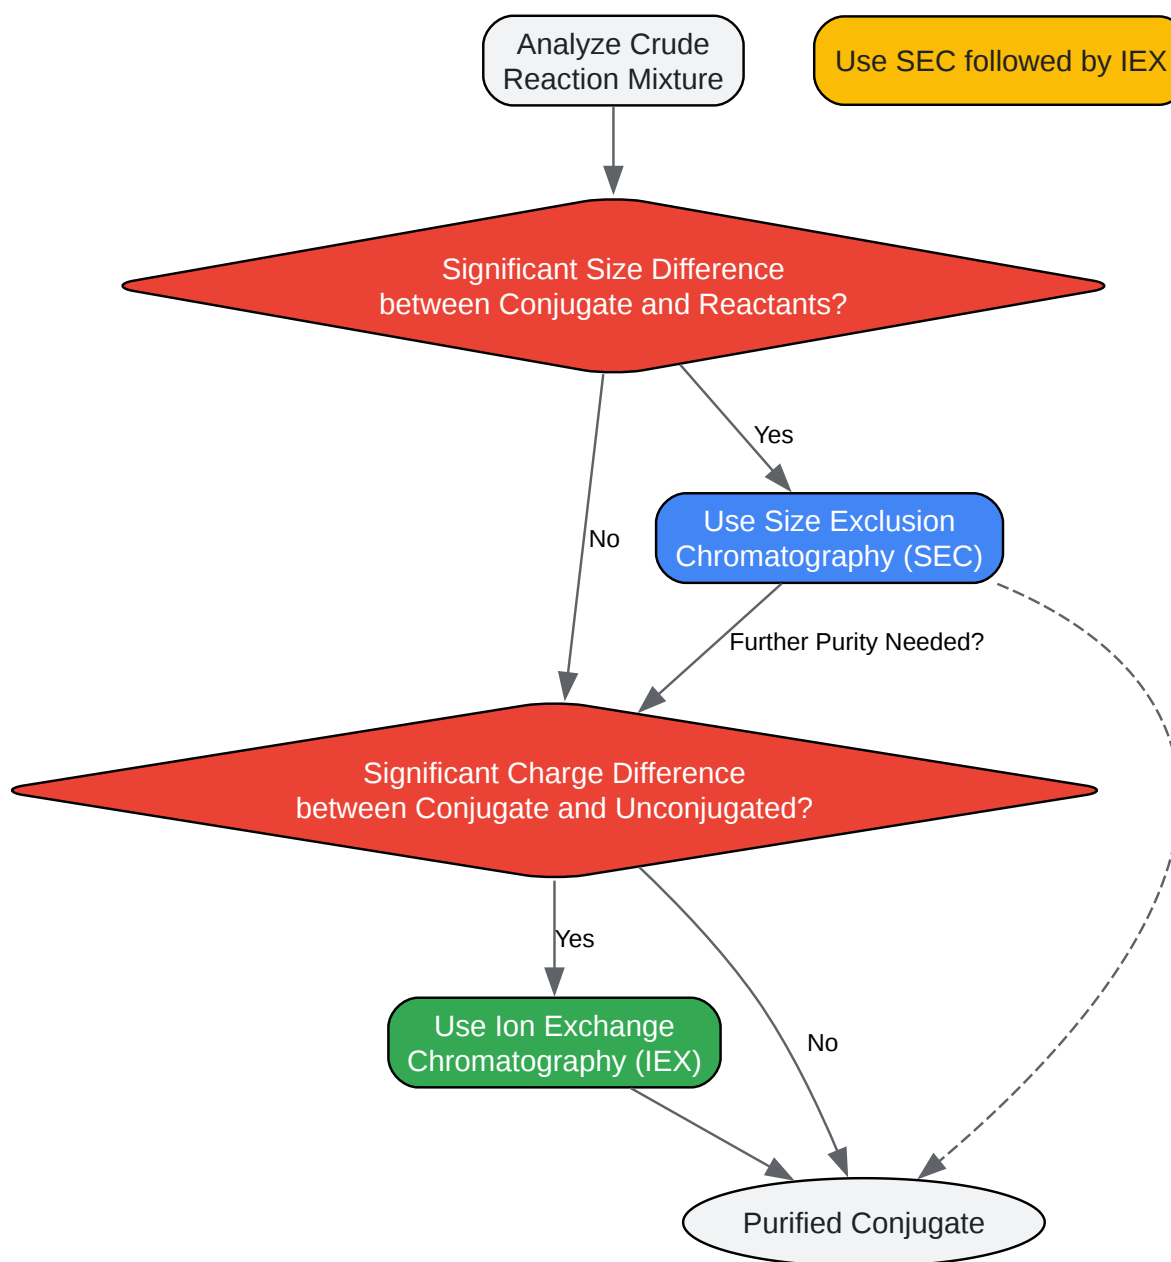 Analyze Crude
Reaction Mixture
Use SEC followed by IEX
Significant Size Difference
between Conjugate and Reactants?
Yes
No
Use Size Exclusion
Chromatography (SEC)
Further Purity Needed?
Significant Charge Difference
between Conjugate and Unconjugated?
Yes
Use Ion Exchange
Chromatography (IEX)
No
Purified Conjugate